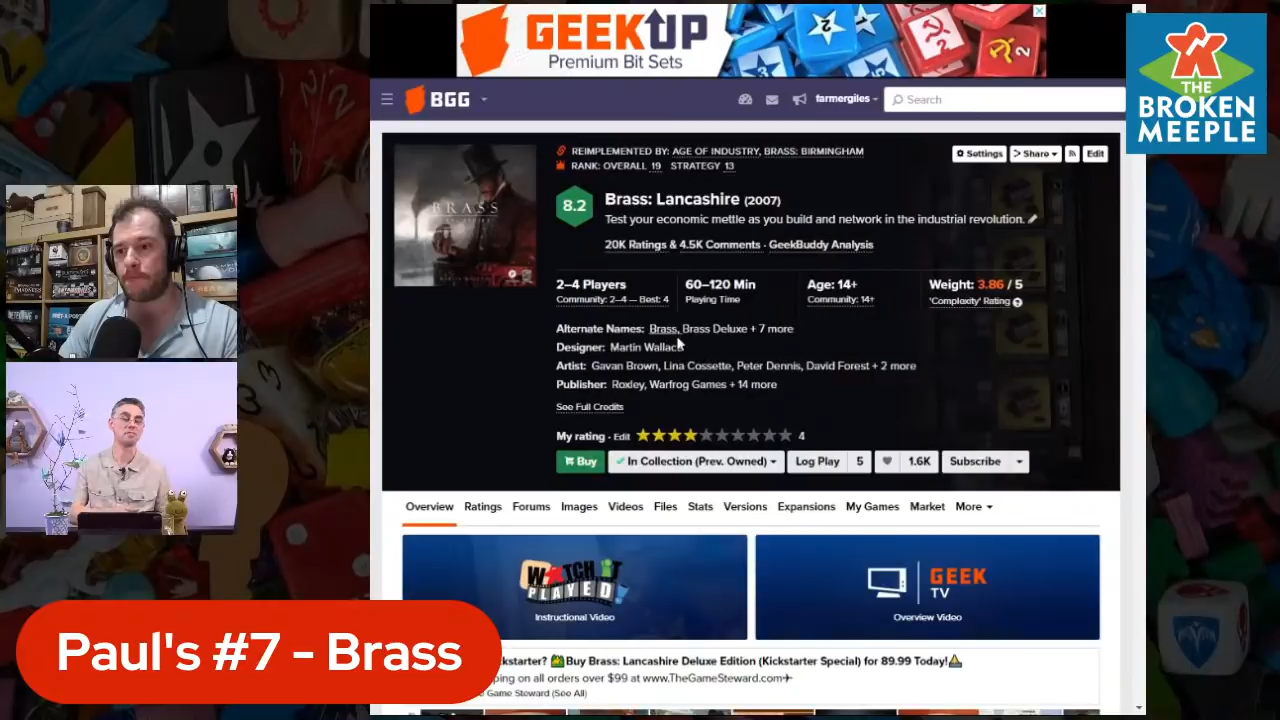 GEEKUP
Premium Bit Sets
BGG
farmergiles
Search
THE
BROKEN
MEEPLE
REIMPLEMENTED BY: AGE OF INDUSTRY, BRASS: BIRMINGHAM
RANK: OVERALL 19 STRATEGY 13
Settings
Share
Edit
BRASS
8.2
Brass: Lancashire (2007)
Test your economic mettle as you build and network in the industrial revolution.
20K Ratings & 4.5K Comments · GeekBuddy Analysis
2–4 Players
Community: 2–4 — Best: 4
60–120 Min
Playing Time
Age: 14+
Community: 14+
Weight: 3.86 / 5
'Complexity' Rating
Alternate Names: Brass, Brass Deluxe + 7 more
Designer: Martin Wallace
Artist: Gavan Brown, Lina Cossette, Peter Dennis, David Forest + 2 more
Publisher: Roxley, Warfrog Games + 14 more
See Full Credits
My rating · Edit
4
Buy
In Collection (Prev. Owned)
Log Play 5
1.6K
Subscribe
Overview Ratings Forums Images Videos Files Stats Versions Expansions My Games Market More
WATCH IT
PLAYED
Instructional Video
GEEK
TV
Overview Video
Paul's #7 - Brass
kstarter? Buy Brass: Lancashire Deluxe Edition (Kickstarter Special) for 89.99 Today!
ping on all orders over $99 at www.TheGameSteward.com
Game Steward (See All)